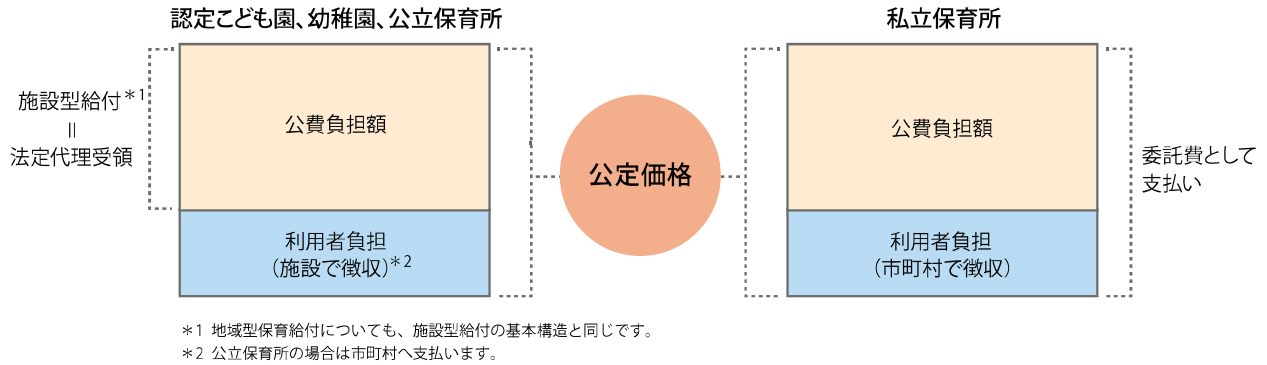 認定こども園、幼稚園、公立保育所
施設型給付＊1
＝
法定代理受領
公費負担額
利用者負担
（施設で徴収）＊2
公定価格
私立保育所
公費負担額
利用者負担
（市町村で徴収）
委託費として
支払い
＊1 地域型保育給付についても、施設型給付の基本構造と同じです。
＊2 公立保育所の場合は市町村へ支払います。